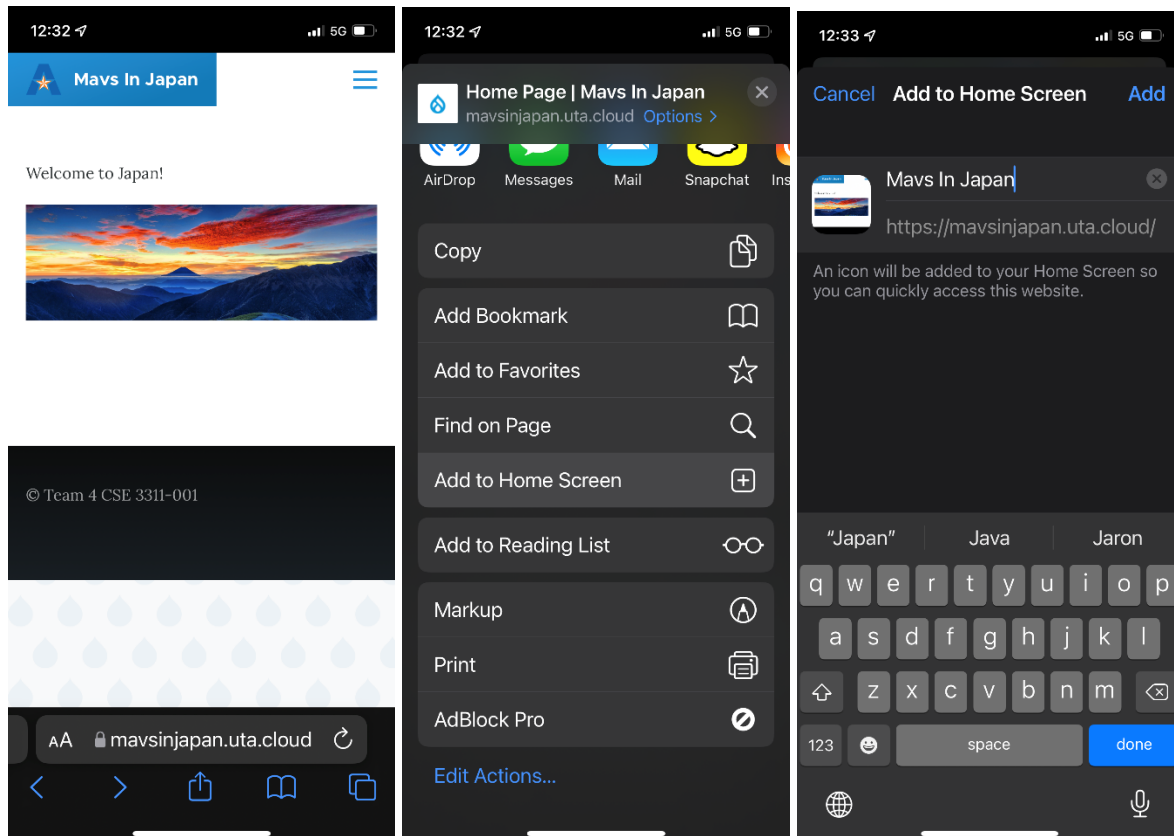 12:32
5G
Mavs In Japan
Welcome to Japan!
© Team 4 CSE 3311-001
AA mavsinjapan.uta.cloud
12:32
5G
Home Page | Mavs In Japan
mavsinjapan.uta.cloud Options >
AirDrop Messages Mail Snapchat Ins
Copy
Add Bookmark
Add to Favorites
Find on Page
Add to Home Screen
Add to Reading List
Markup
Print
AdBlock Pro
Edit Actions...
12:33
5G
Cancel Add to Home Screen Add
Mavs In Japan
https://mavsinjapan.uta.cloud/
An icon will be added to your Home Screen so
you can quickly access this website.
“Japan” Java Jaron
q w e r t y u i o p
a s d f g h j k l
z x c v b n m
123 space done